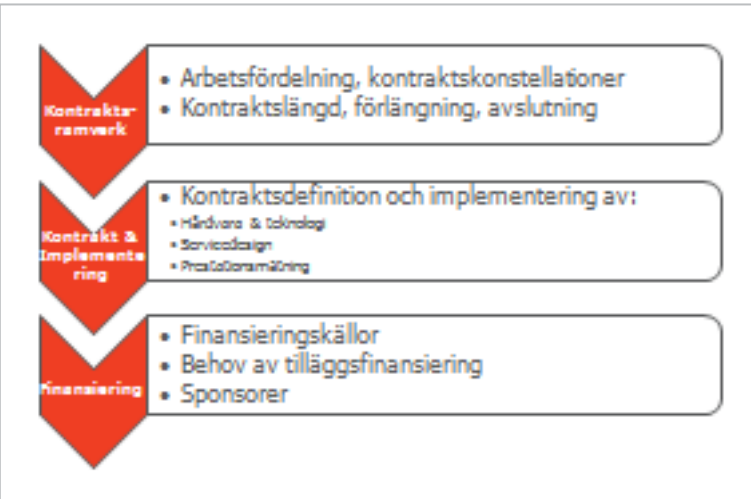 Kontrakts-
ramverk
• Arbetsfördelning, kontraktskonstellationer
• Kontraktslängd, förlängning, avslutning
Kontrakt &
Implemente
ring
• Kontraktsdefinition och implementering av:
• Hårdvara & teknologi
• Servicedesign
• Prestationsmätning
Finansiering
• Finansieringskällor
• Behov av tilläggsfinansiering
• Sponsorer